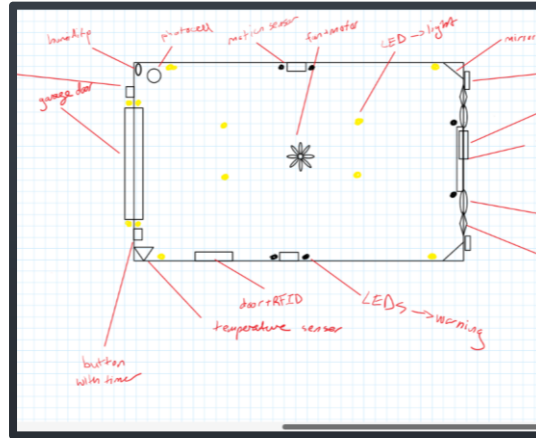 humidity
photocell
motion sensor
fan+motor
LED → light
mirror
garage door
door+RFID
LEDs → warning
temperature sensor
button
with timer